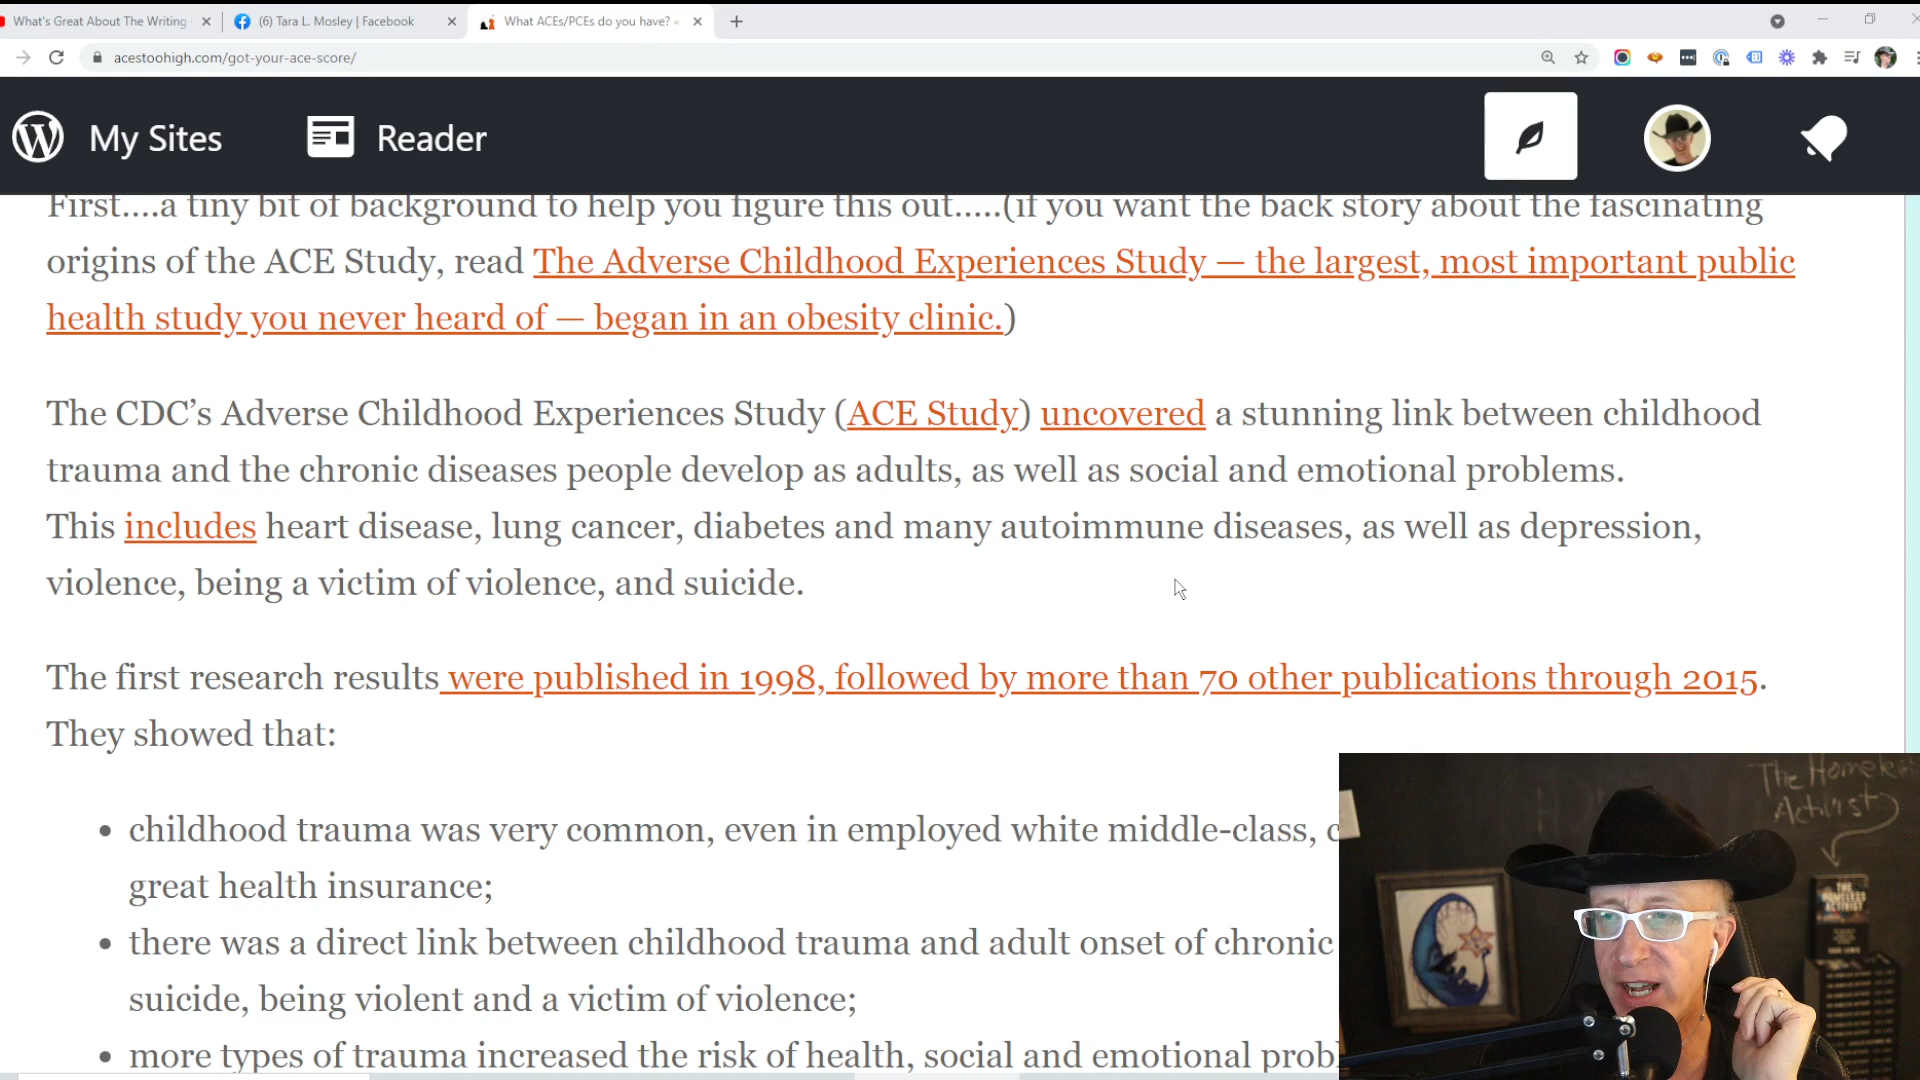 What's Great About The Writing
(6) Tara L. Mosley | Facebook
What ACEs/PCEs do you have? «
acestoohigh.com/got-your-ace-score/
My Sites
Reader
First….a tiny bit of background to help you figure this out…..(if you want the back story about the fascinating
origins of the ACE Study, read The Adverse Childhood Experiences Study — the largest, most important public
health study you never heard of — began in an obesity clinic.)
The CDC’s Adverse Childhood Experiences Study (ACE Study) uncovered a stunning link between childhood
trauma and the chronic diseases people develop as adults, as well as social and emotional problems.
This includes heart disease, lung cancer, diabetes and many autoimmune diseases, as well as depression,
violence, being a victim of violence, and suicide.
The first research results were published in 1998, followed by more than 70 other publications through 2015.
They showed that:
• childhood trauma was very common, even in employed white middle-class, c
great health insurance;
• there was a direct link between childhood trauma and adult onset of chronic
suicide, being violent and a victim of violence;
• more types of trauma increased the risk of health, social and emotional prob
The Homeless
Activist
THE
HOMELESS
ACTIVIST